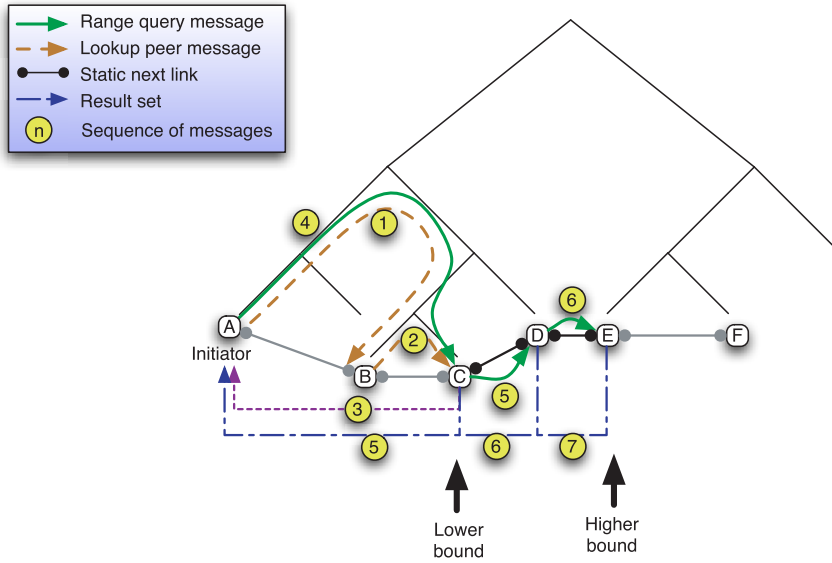 Range query message
Lookup peer message
Static next link
Result set
n Sequence of messages
4
1
6
A
D
E
F
Initiator
2
B
C
5
3
5
6
7
Lower
bound
Higher
bound